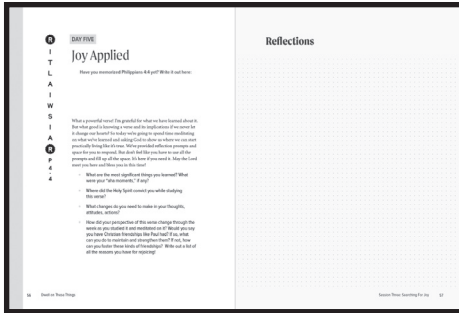 R
I
T
L
A
I
W
S
I
A
R
P
4
:
4
DAY FIVE
Joy Applied
Have you memorized Philippians 4:4 yet? Write it out here:
What a powerful verse! I'm grateful for what we have learned about it.
But what good is knowing a verse and its implications if we never let
it change our hearts? So today we're going to spend time meditating
on what we've learned and asking God to show us where we can start
practically living like it's true. We've provided reflection prompts and
space for you to respond. But don't feel like you have to use all the
prompts and fill up all the space. It's here if you need it. May the Lord
meet you here and bless you in this time!
What are the most significant things you learned? What
were your "aha moments," if any?
Where did the Holy Spirit convict you while studying
this verse?
What changes do you need to make in your thoughts,
attitudes, actions?
How did your perspective of this verse change through the
week as you studied it and meditated on it? Would you say
you have Christian friendships like Paul had? If so, what
can you do to maintain and strengthen them? If not, how
can you foster these kinds of friendships? Write out a list of
all the reasons you have for rejoicing!
56 Dwell on These Things
Reflections
Session Three: Searching For Joy 57